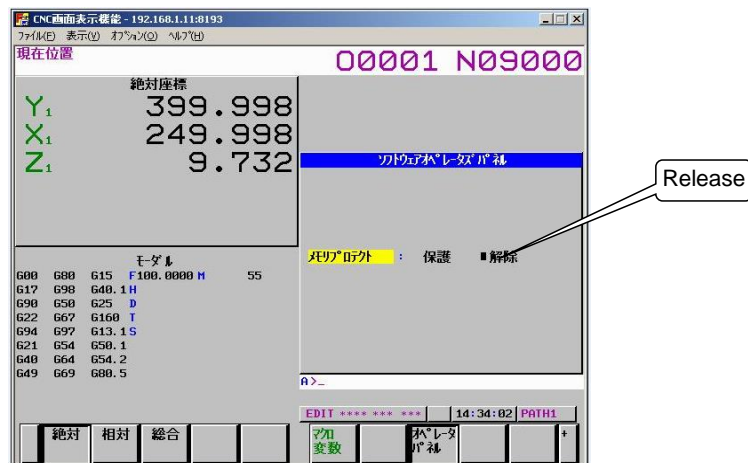 CNC画面表示機能 - 192.168.1.11:8193
ファイル(F) 表示(V) オプション(O) ヘルプ(H)
現在位置
O0001 N09000
絶対座標
Y1 399.998
X1 249.998
Z1 9.732
ソフトウェアオペレータズ パネル
Release
メモリプロテクト : 保護 ■解除
モーダル
G00 G80 G15 F100.0000 M 55
G17 G98 G40.1 H
G90 G50 G25 D
G22 G67 G160 T
G94 G97 G13.1 S
G21 G54 G50.1
G40 G64 G54.2
G49 G69 G80.5
A>_
EDIT **** *** *** 14:34:02 PATH1
絶対 相対 総合 マクロ変数 オペレータパネル +